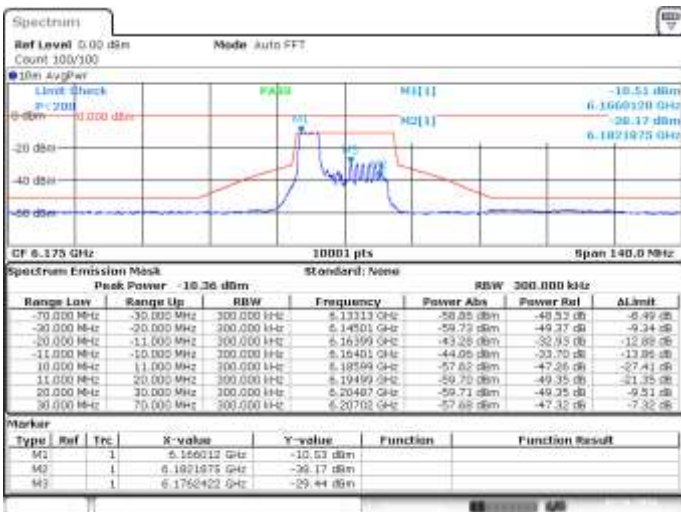 Spectrum
Ref Level 0.00 dBm Mode Auto FFT
Count 100/100
1Rm AvgPwr
Limit Check PASS M1[1] -10.53 dBm
6.1660120 GHz
P<200
0 dBm 0.000 dBm M1 M2[1] -38.17 dBm
6.1821875 GHz
-20 dBm
M3
-40 dBm
-60 dBm
CF 6.175 GHz 10001 pts Span 140.0 MHz
Spectrum Emission Mask Standard: None
Peak Power -10.36 dBm RBW 300.000 kHz
Range Low Range Up RBW Frequency Power Abs Power Rel ΔLimit
-70.000 MHz -30.000 MHz 300.000 kHz 6.13313 GHz -58.88 dBm -48.53 dB -6.49 dB
-30.000 MHz -20.000 MHz 300.000 kHz 6.14501 GHz -59.73 dBm -49.37 dB -9.34 dB
-20.000 MHz -11.000 MHz 300.000 kHz 6.16399 GHz -43.28 dBm -32.93 dB -12.88 dB
-11.000 MHz -10.000 MHz 300.000 kHz 6.16401 GHz -44.06 dBm -33.70 dB -13.86 dB
10.000 MHz 11.000 MHz 300.000 kHz 6.18599 GHz -57.62 dBm -47.26 dB -27.41 dB
11.000 MHz 20.000 MHz 300.000 kHz 6.19499 GHz -59.70 dBm -49.35 dB -21.35 dB
20.000 MHz 30.000 MHz 300.000 kHz 6.20487 GHz -59.71 dBm -49.35 dB -9.51 dB
30.000 MHz 70.000 MHz 300.000 kHz 6.20702 GHz -57.68 dBm -47.32 dB -7.32 dB
Marker
Type Ref Trc X-value Y-value Function Function Result
M1 1 6.166012 GHz -10.53 dBm
M2 1 6.1821875 GHz -38.17 dBm
M3 1 6.1762422 GHz -29.44 dBm